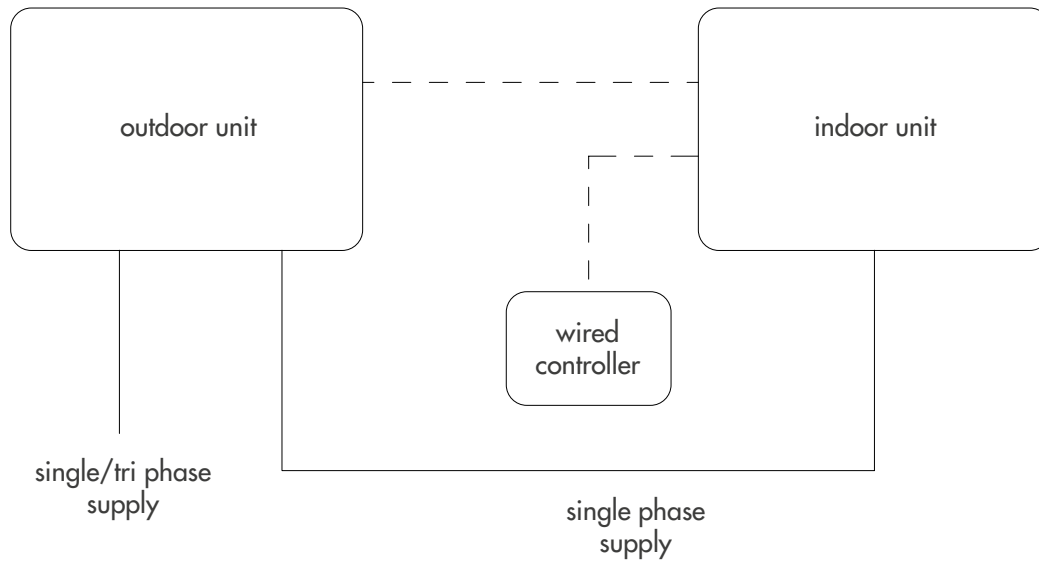 outdoor unit
indoor unit
wired
controller
single/tri phase
supply
single phase
supply